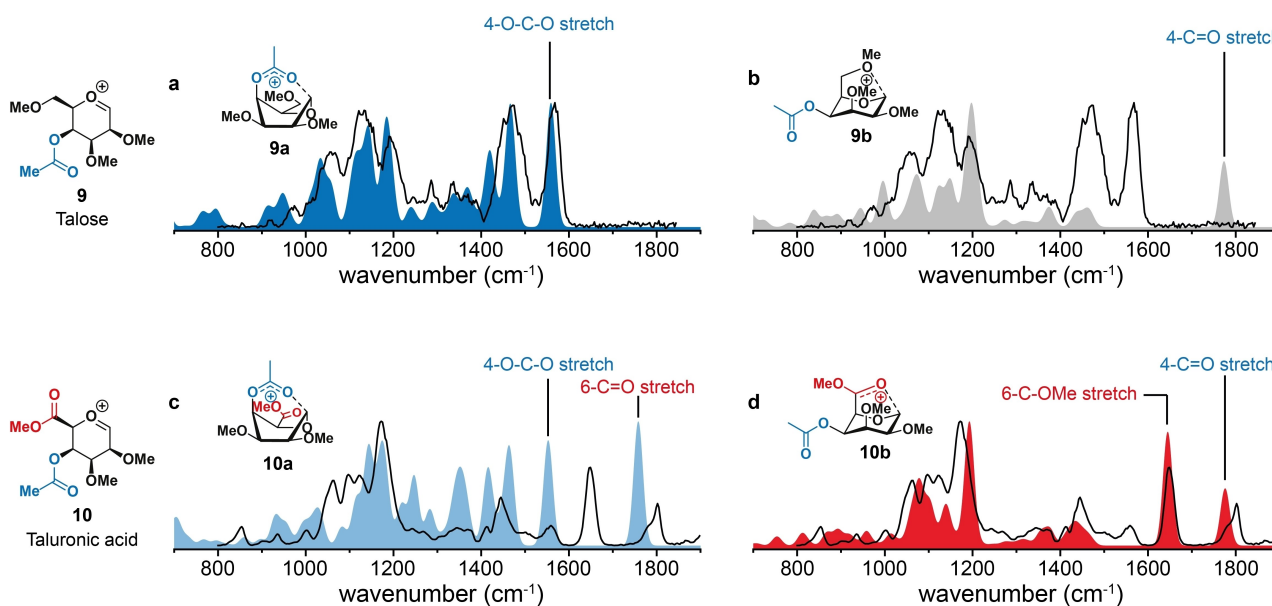 4-O-C-O stretch
a
9a
MeO
MeO
OMe
O
O
O
MeO
O
OMe
OMe
O
Me
O
9
Talose
800 1000 1200 1400 1600 1800
wavenumber (cm-1)
4-C=O stretch
b
Me
O
OMe
O
OMe
O
O
9b
800 1000 1200 1400 1600 1800
wavenumber (cm-1)
4-O-C-O stretch
6-C=O stretch
c
O
O
MeO
O
O
MeO
OMe
10a
O
MeO
O
OMe
OMe
O
Me
O
10
Taluronic acid
800 1000 1200 1400 1600 1800
wavenumber (cm-1)
4-C=O stretch
6-C-OMe stretch
d
MeO
O
OMe
O
OMe
O
O
10b
800 1000 1200 1400 1600 1800
wavenumber (cm-1)